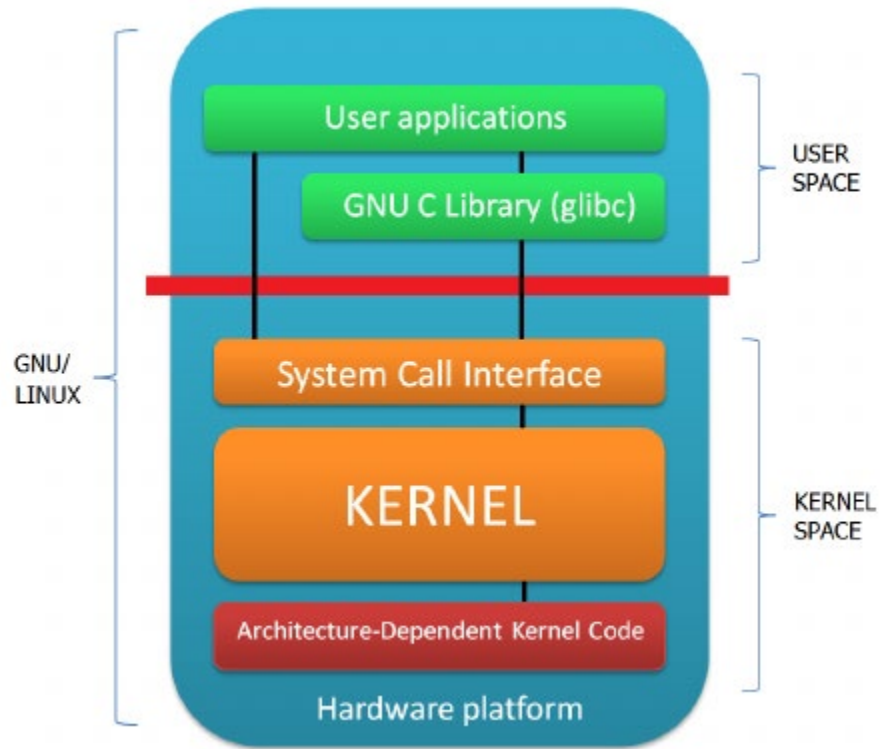 User applications
GNU C Library (glibc)
USER
SPACE
GNU/
LINUX
System Call Interface
KERNEL
KERNEL
SPACE
Architecture-Dependent Kernel Code
Hardware platform